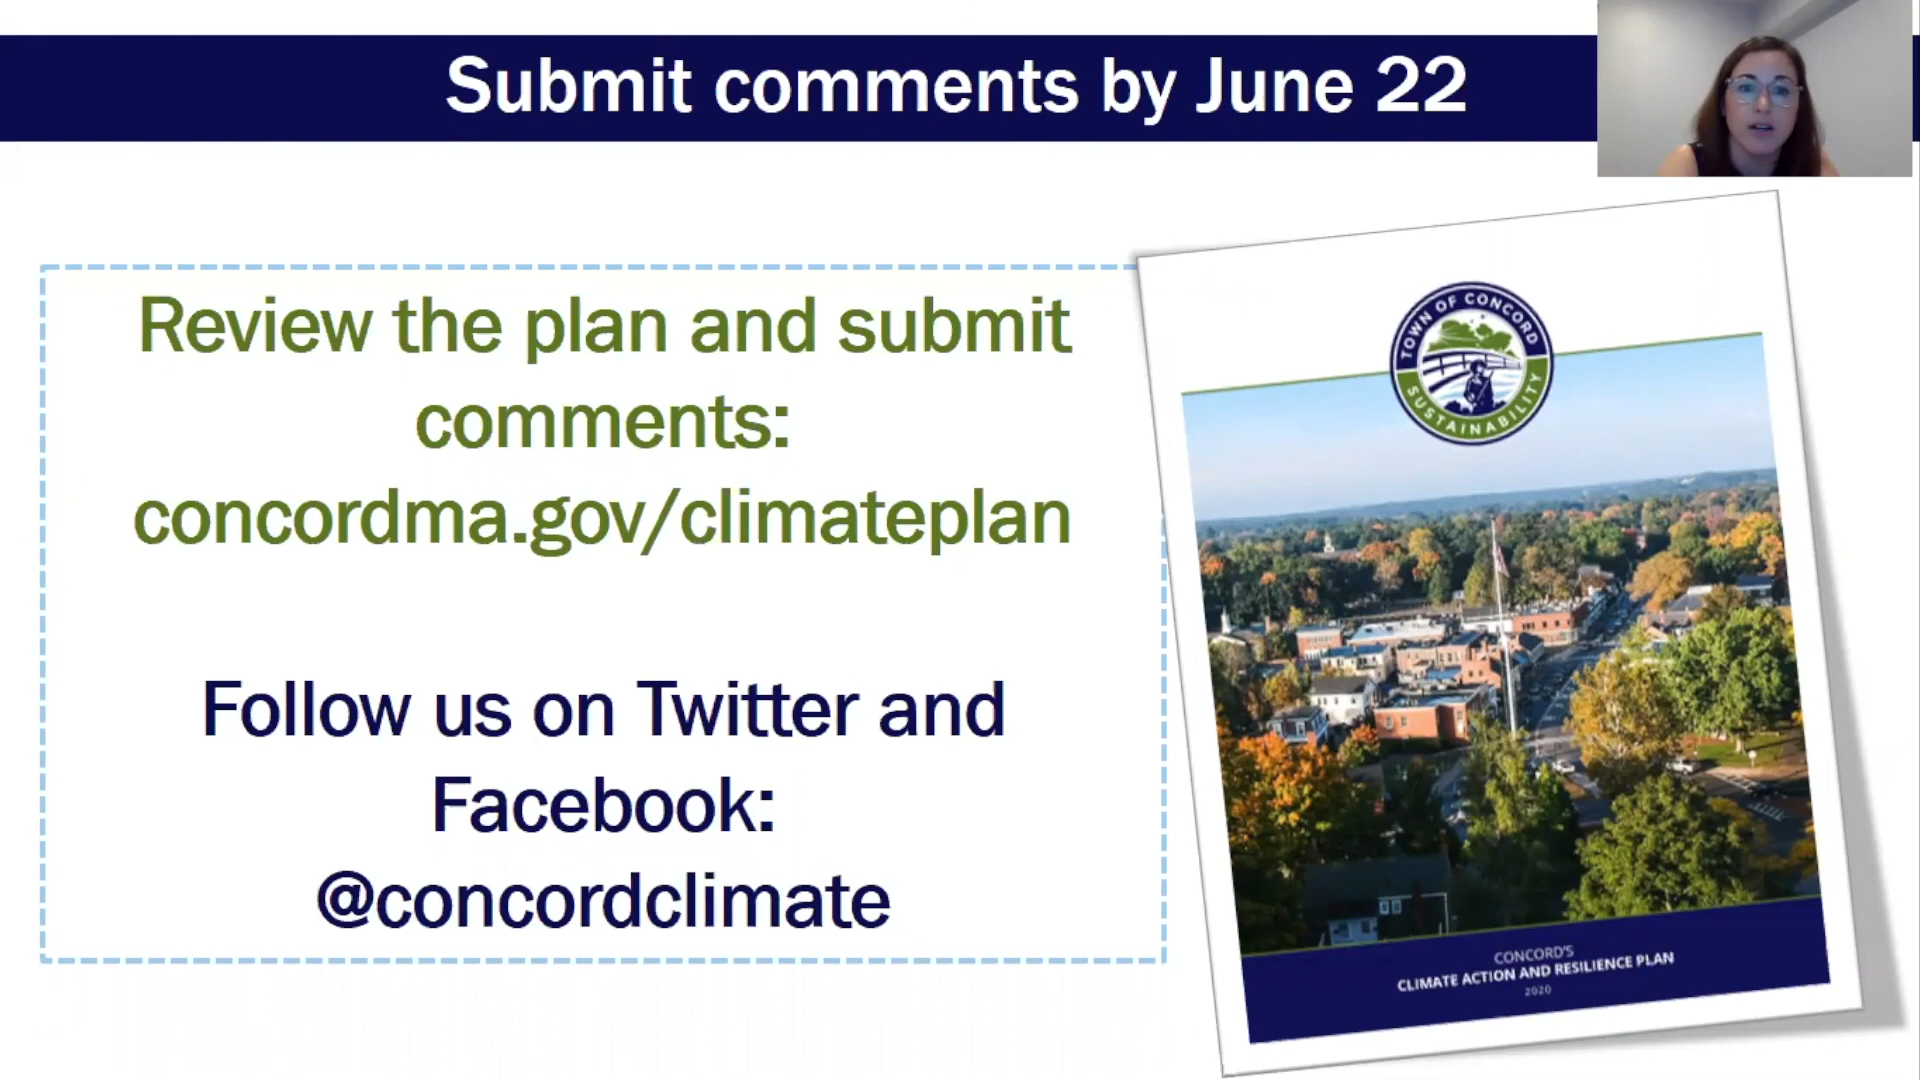 Submit comments by June 22
Review the plan and submit
comments:
concordma.gov/climateplan
Follow us on Twitter and
Facebook:
@concordclimate
TOWN OF CONCORD
SUSTAINABILITY
CONCORD'S
CLIMATE ACTION AND RESILIENCE PLAN
2020